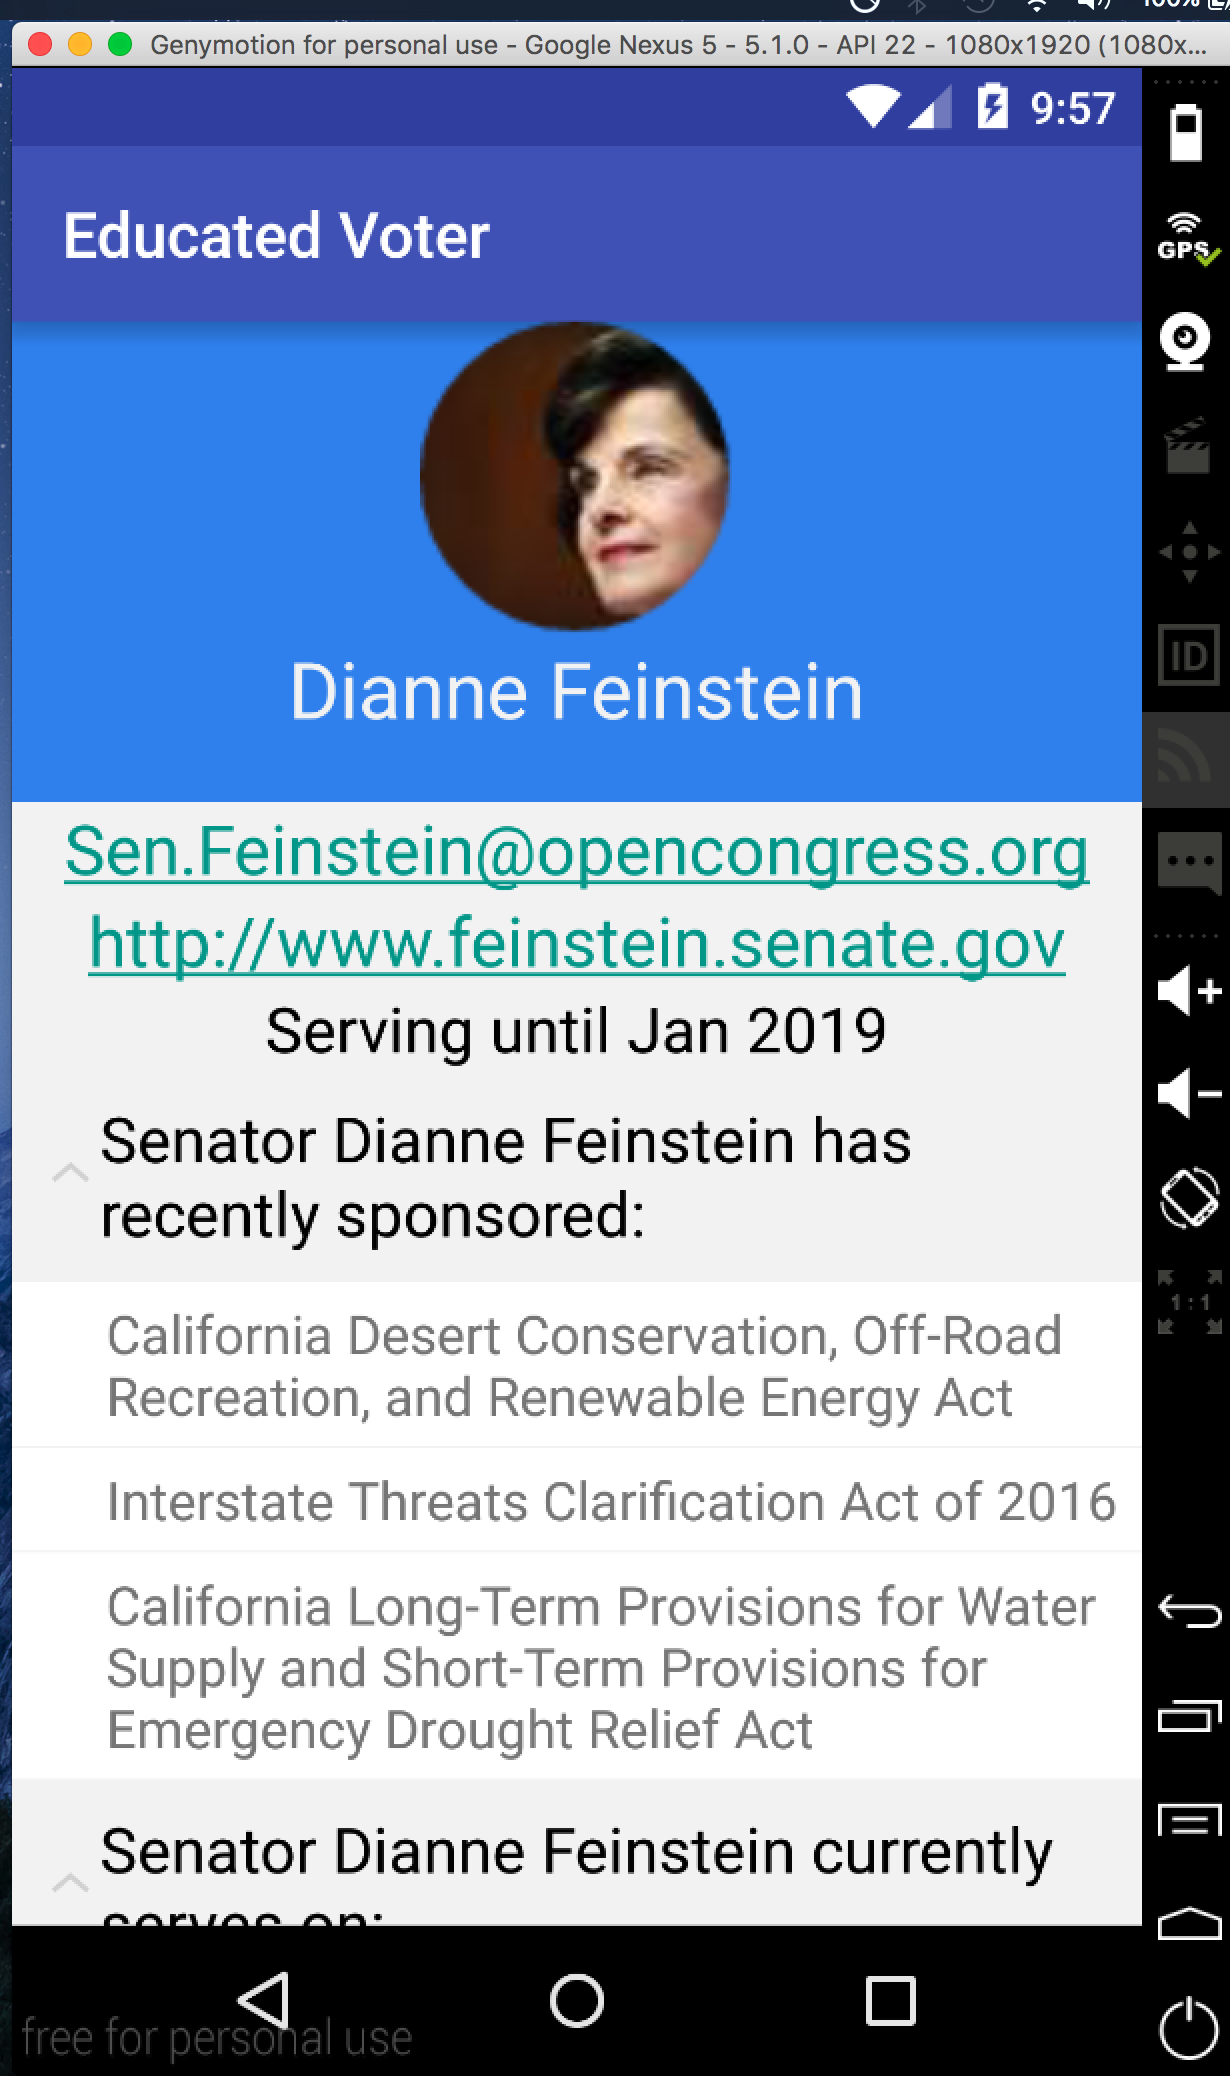 100%
Genymotion for personal use - Google Nexus 5 - 5.1.0 - API 22 - 1080x1920 (1080x...
9:57
Educated Voter
GPS
Dianne Feinstein
ID
Sen.Feinstein@opencongress.org
http://www.feinstein.senate.gov
Serving until Jan 2019
Senator Dianne Feinstein has
recently sponsored:
1:1
California Desert Conservation, Off-Road
Recreation, and Renewable Energy Act
Interstate Threats Clarification Act of 2016
California Long-Term Provisions for Water
Supply and Short-Term Provisions for
Emergency Drought Relief Act
Senator Dianne Feinstein currently
serves on:
free for personal use